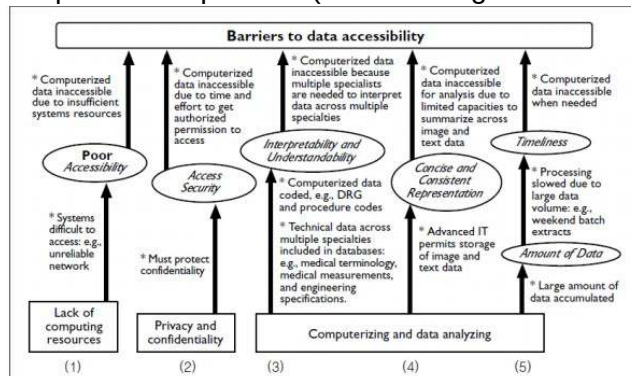 Barriers to data accessibility
* Computerized
data inaccessible
due to insufficient
systems resources
* Computerized
data inaccessible
due to time and
effort to get
authorized
permission to
access
* Computerized data
inaccessible because
multiple specialists
are needed to interpret
data across multiple
specialties
* Computerized
data inaccessible
for analysis due to
limited capacities to
summarize across
image and
text data
* Computerized
data inaccessible
when needed
Poor
Accessibility
Access
Security
Interpretability and
Understandability
Concise and
Consistent
Representation
Timeliness
* Systems
difficult to
access: e.g.,
unreliable
network
* Must protect
confidentiality
* Computerized data
coded, e.g., DRG
and procedure codes
* Technical data across
multiple specialties
included in databases:
e.g., medical terminology,
medical measurements,
and engineering
specifications.
* Advanced IT
permits storage
of image and
text data
* Processing
slowed due to
large data
volume: e.g.,
weekend batch
extracts
Amount of Data
* Large amount of
data accumulated
Lack of
computing
resources
Privacy and
confidentiality
Computerizing and data analyzing
(1)
(2)
(3)
(4)
(5)